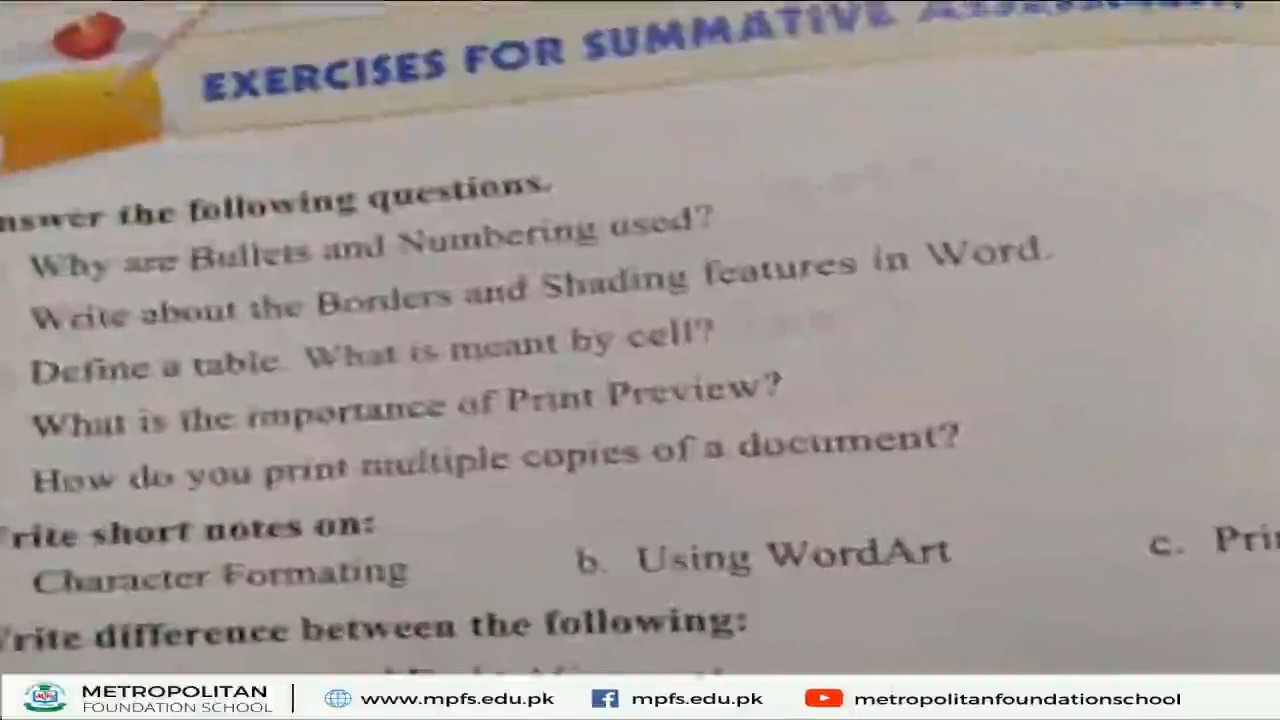 EXERCISES FOR SUMMATIVE
nswer the following questions.
Why are Bullets and Numbering used?
Write about the Borders and Shading features in Word.
Define a table. What is meant by cell?
What is the importance of Print Preview?
How do you print multiple copies of a document?
rite short notes on:
Character Formating
b. Using WordArt
c. Pri
rite difference between the following:
METROPOLITAN
FOUNDATION SCHOOL
www.mpfs.edu.pk
mpfs.edu.pk
metropolitanfoundationschool